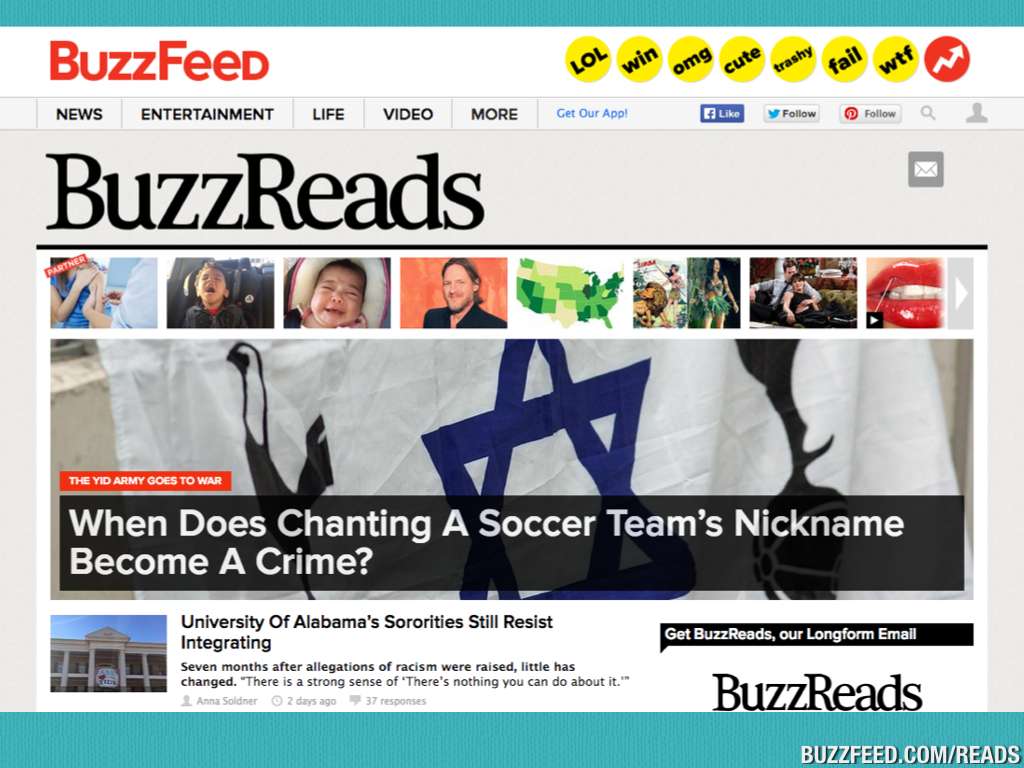 BuzzFeed
LOL win omg cute trashy fail wtf
NEWS ENTERTAINMENT LIFE VIDEO MORE Get Our App! Like Follow Follow
BuzzReads
PARTNER
THE YID ARMY GOES TO WAR
When Does Chanting A Soccer Team's Nickname
Become A Crime?
University Of Alabama's Sororities Still Resist
Integrating
Seven months after allegations of racism were raised, little has
changed. "There is a strong sense of 'There's nothing you can do about it.'"
Anna Soldner 2 days ago 37 responses
Get BuzzReads, our Longform Email
BuzzReads
BUZZFEED.COM/READS